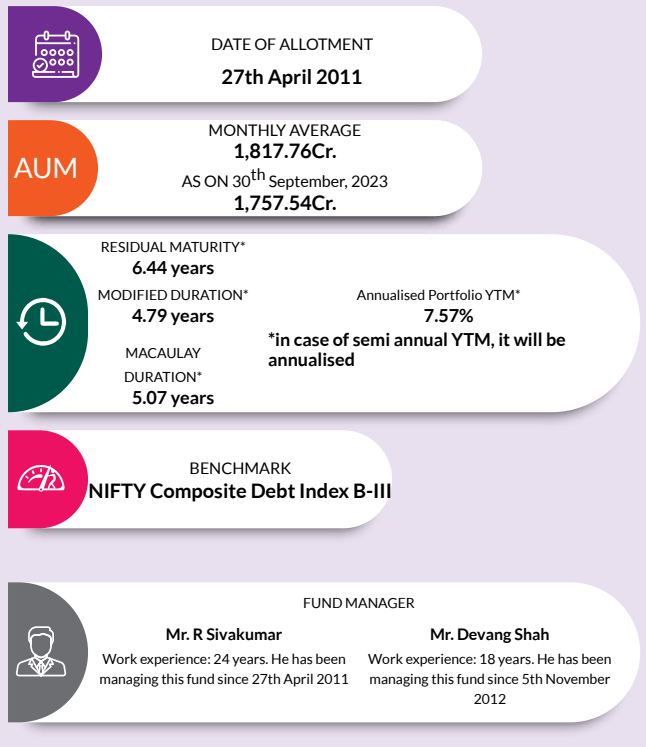 DATE OF ALLOTMENT
27th April 2011
AUM
MONTHLY AVERAGE
1,817.76Cr.
AS ON 30th September, 2023
1,757.54Cr.
RESIDUAL MATURITY*
6.44 years
MODIFIED DURATION*
4.79 years
MACAULAY
DURATION*
5.07 years
Annualised Portfolio YTM*
7.57%
*in case of semi annual YTM, it will be
annualised
BENCHMARK
NIFTY Composite Debt Index B-III
FUND MANAGER
Mr. R Sivakumar
Work experience: 24 years. He has been
managing this fund since 27th April 2011
Mr. Devang Shah
Work experience: 18 years. He has been
managing this fund since 5th November
2012